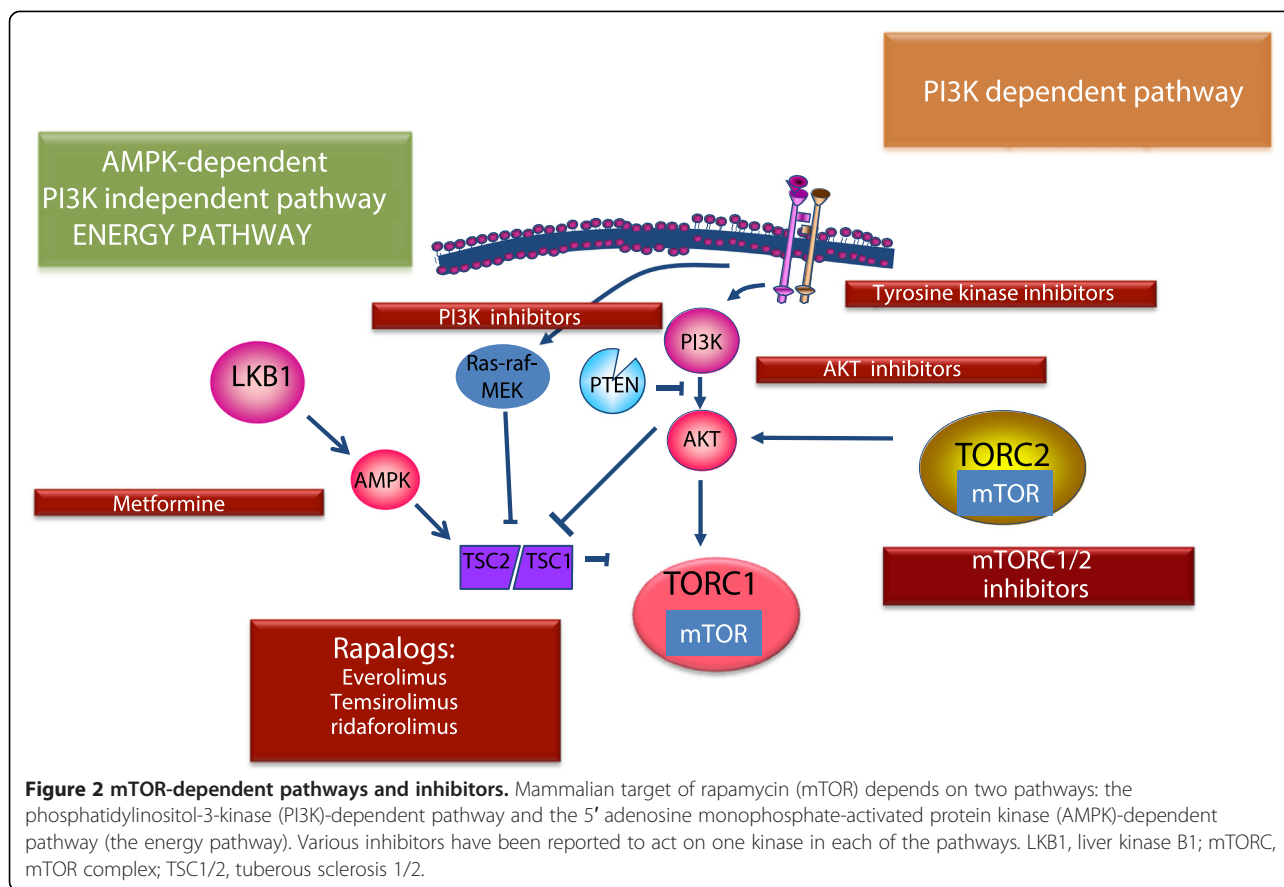 PI3K dependent pathway
AMPK-dependent
PI3K independent pathway
ENERGY PATHWAY
Tyrosine kinase inhibitors
PI3K inhibitors
PI3K
LKB1
Ras-raf-
MEK
PTEN
AKT inhibitors
AKT
TORC2
mTOR
AMPK
Metformine
TSC2
TSC1
mTORC1/2
inhibitors
TORC1
mTOR
Rapalogs:
Everolimus
Temsirolimus
ridaforolimus
Figure 2 mTOR-dependent pathways and inhibitors. Mammalian target of rapamycin (mTOR) depends on two pathways: the
phosphatidylinositol-3-kinase (PI3K)-dependent pathway and the 5′ adenosine monophosphate-activated protein kinase (AMPK)-dependent
pathway (the energy pathway). Various inhibitors have been reported to act on one kinase in each of the pathways. LKB1, liver kinase B1; mTORC,
mTOR complex; TSC1/2, tuberous sclerosis 1/2.